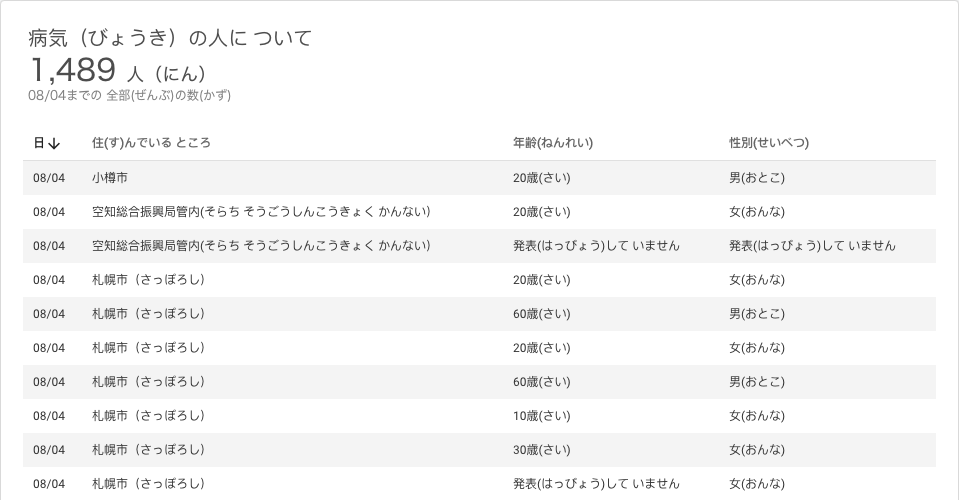 病気（びょうき）の人に ついて
1,489 人（にん）
08/04までの 全部(ぜんぶ)の数(かず)
日↓ 住(す)んでいる ところ 年齢(ねんれい) 性別(せいべつ)
08/04 小樽市 20歳(さい) 男(おとこ)
08/04 空知総合振興局管内(そらち そうごうしんこうきょく かんない） 20歳(さい) 女(おんな)
08/04 空知総合振興局管内(そらち そうごうしんこうきょく かんない） 発表(はっぴょう)して いません 発表(はっぴょう)して いません
08/04 札幌市（さっぽろし） 20歳(さい) 女(おんな)
08/04 札幌市（さっぽろし） 60歳(さい) 男(おとこ)
08/04 札幌市（さっぽろし） 20歳(さい) 女(おんな)
08/04 札幌市（さっぽろし） 60歳(さい) 男(おとこ)
08/04 札幌市（さっぽろし） 10歳(さい) 女(おんな)
08/04 札幌市（さっぽろし） 30歳(さい) 女(おんな)
08/04 札幌市（さっぽろし） 発表(はっぴょう)して いません 女(おんな)